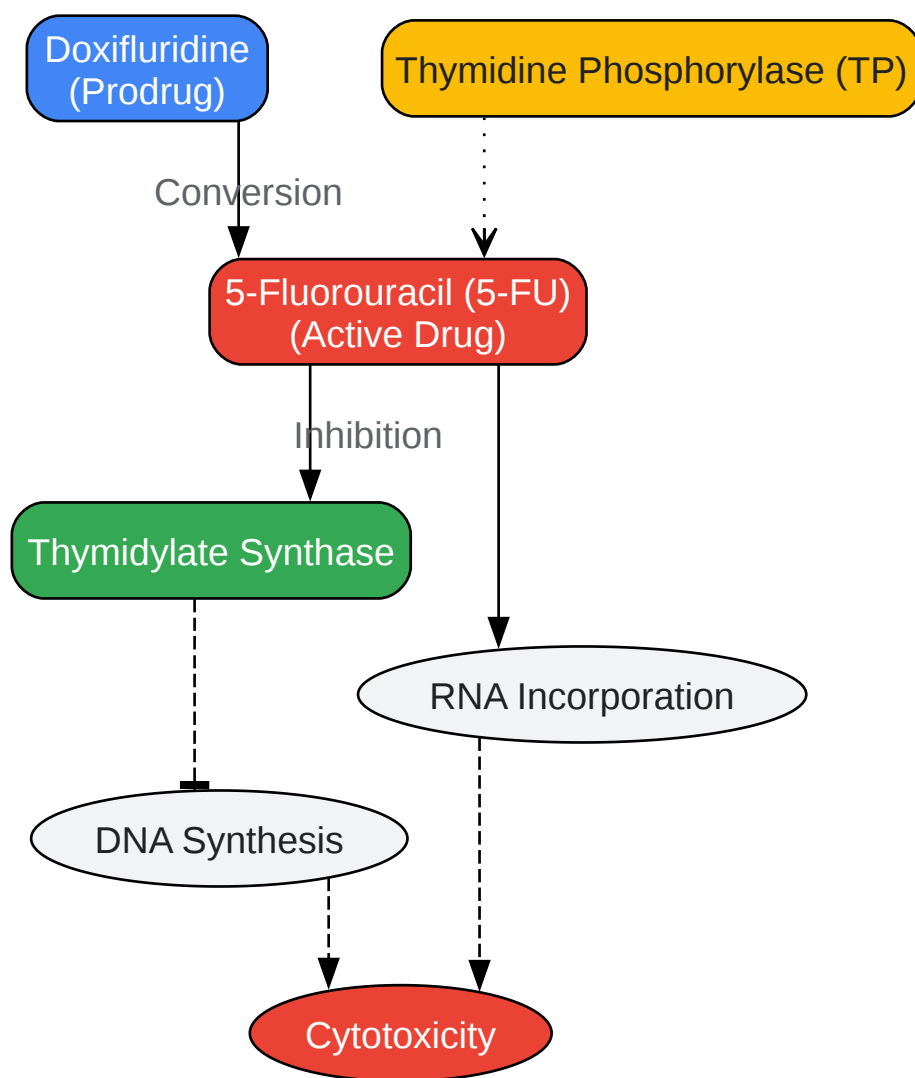 Doxifluridine
(Prodrug)
Thymidine Phosphorylase (TP)
Conversion
5-Fluorouracil (5-FU)
(Active Drug)
Inhibition
Thymidylate Synthase
RNA Incorporation
DNA Synthesis
Cytotoxicity